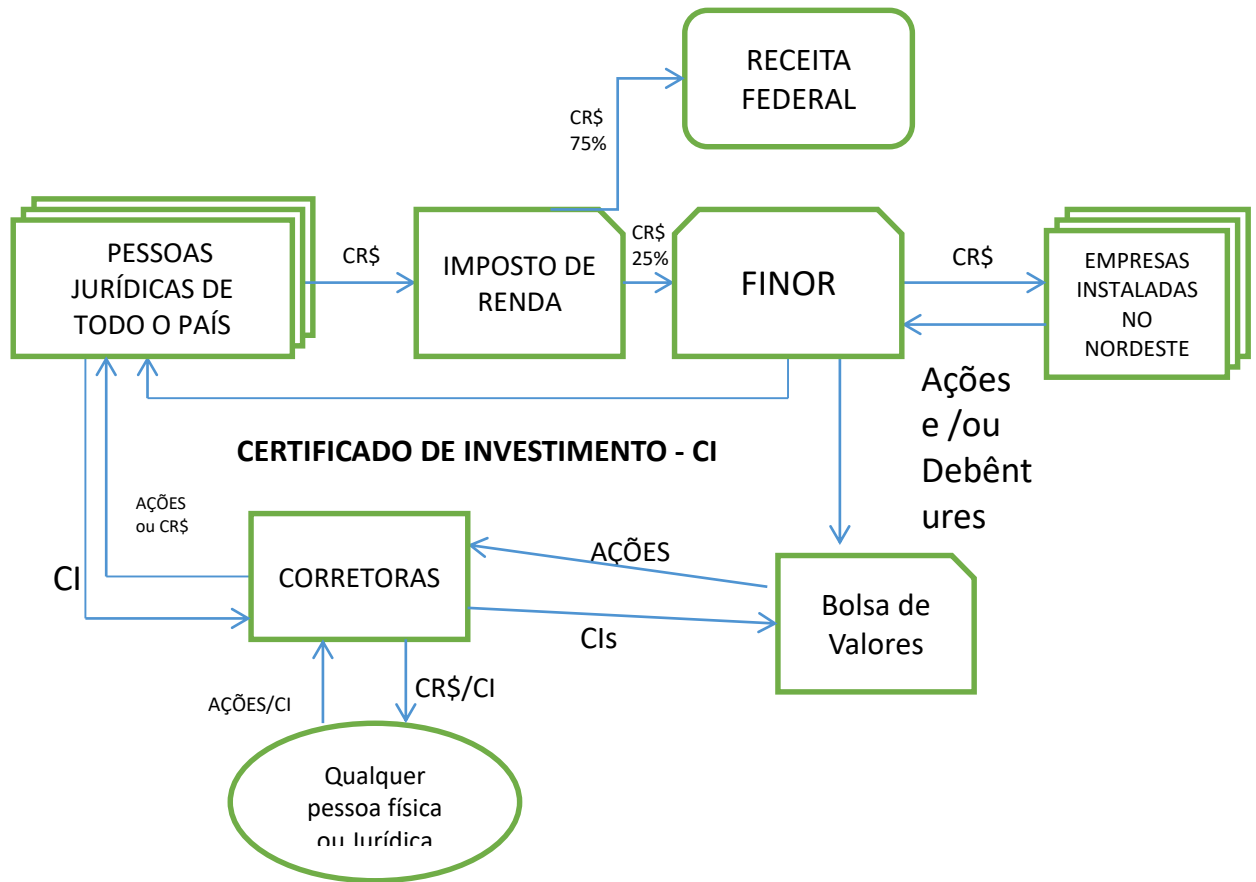 RECEITA
FEDERAL
CR$
75%
PESSOAS
JURÍDICAS DE
TODO O PAÍS
CR$
IMPOSTO DE
RENDA
CR$
25%
FINOR
CR$
EMPRESAS
INSTALADAS
NO
NORDESTE
Ações
e /ou
Debênt
ures
CERTIFICADO DE INVESTIMENTO - CI
AÇÕES
ou CR$
CI
CORRETORAS
AÇÕES
CIs
Bolsa de
Valores
AÇÕES/CI
CR$/CI
Qualquer
pessoa física
ou Jurídica